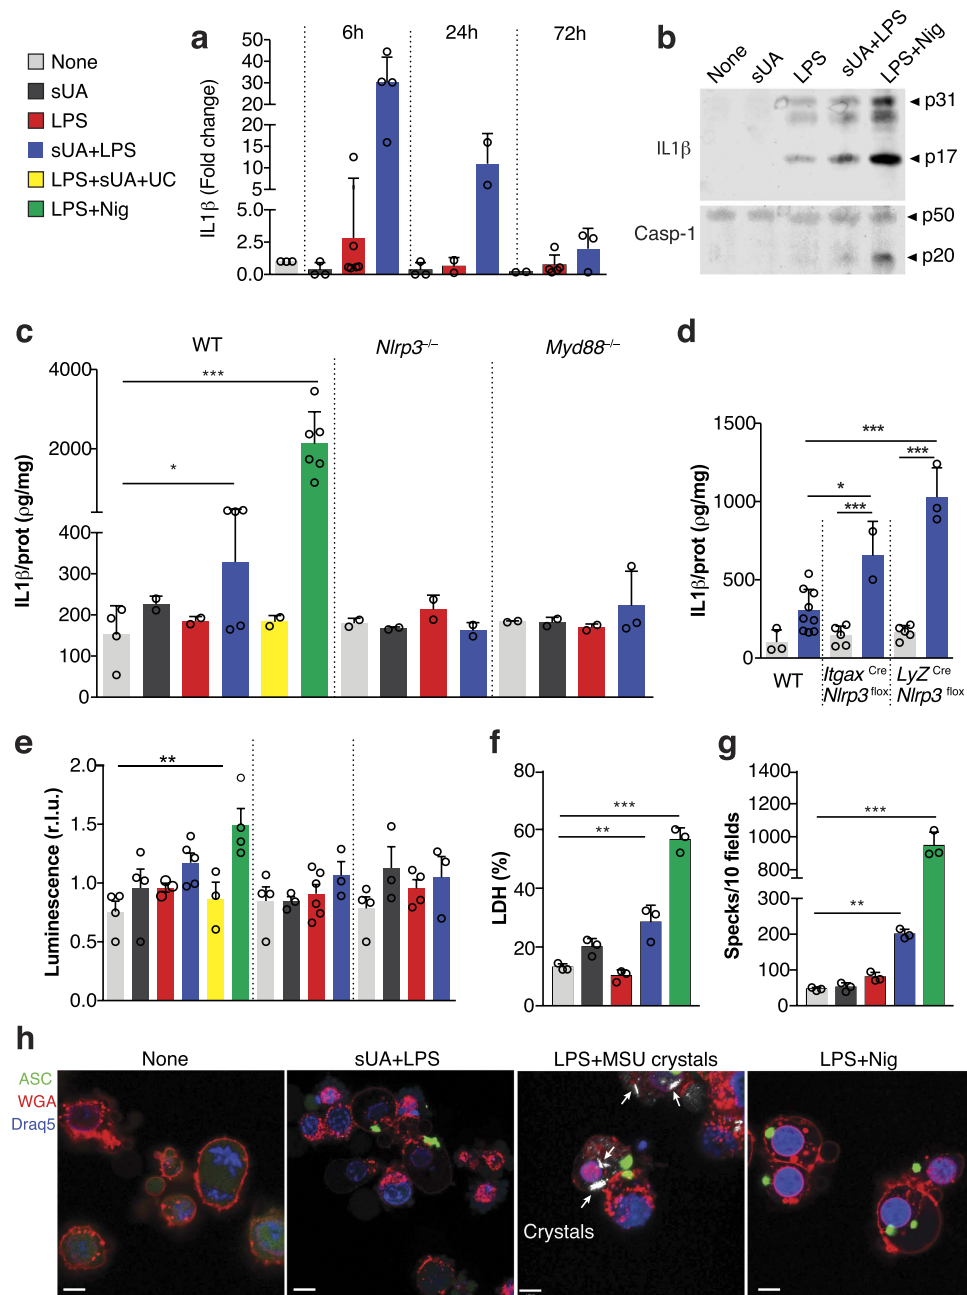 None
sUA
LPS
sUA+LPS
LPS+sUA+UC
LPS+Nig
a
6h
24h
72h
IL1β (Fold change)
50
40
30
20
15
10
5
5.0
2.5
0.0
b
None
sUA
LPS
sUA+LPS
LPS+Nig
IL1β
p31
p17
Casp-1
p50
p20
c
WT
Nlrp3–/–
Myd88–/–
IL1β/prot (ρg/mg)
4000
2000
400
300
200
100
0
***
*
d
IL1β/prot (ρg/mg)
1500
1000
500
0
***
***
*
***
WT
Itgax Cre
Nlrp3 flox
LyZ Cre
Nlrp3 flox
e
Luminescence (r.l.u.)
2.0
1.5
1.0
0.5
0.0
**
f
LDH (%)
80
60
40
20
0
***
**
g
Specks/10 fields
1400
1200
1000
800
300
200
100
0
***
**
h
None
sUA+LPS
LPS+MSU crystals
LPS+Nig
ASC
WGA
Draq5
Crystals